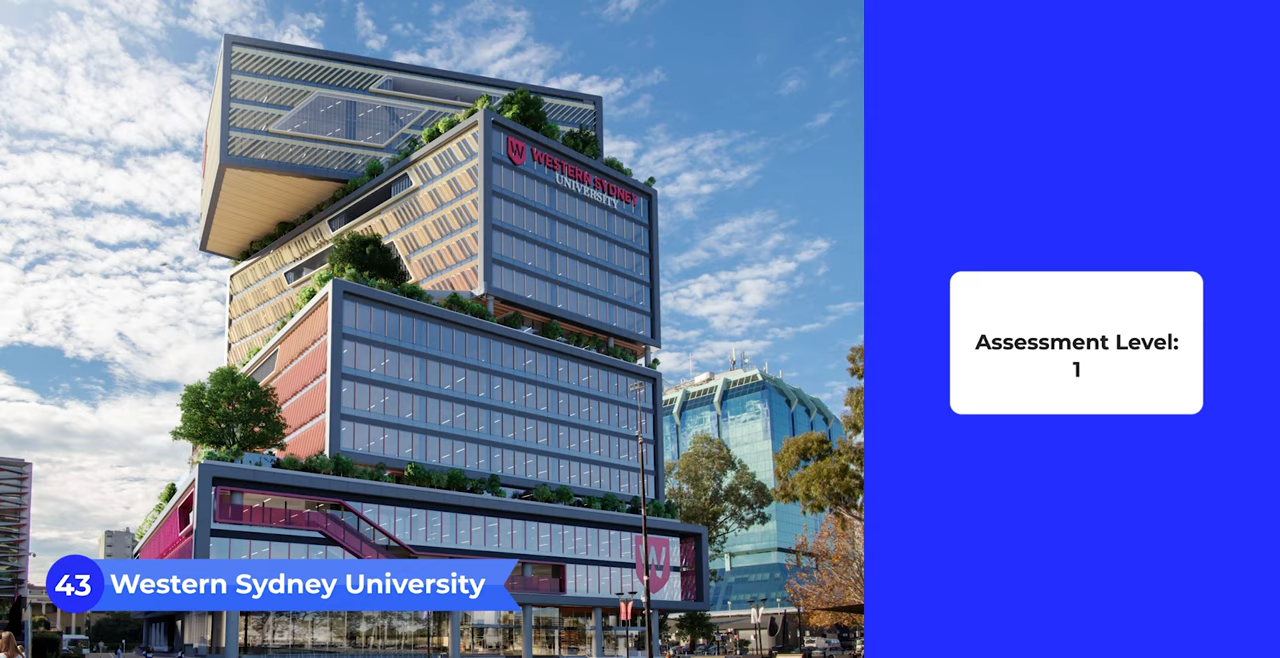 WESTERN SYDNEY
UNIVERSITY
W
43 Western Sydney University
Assessment Level:
1